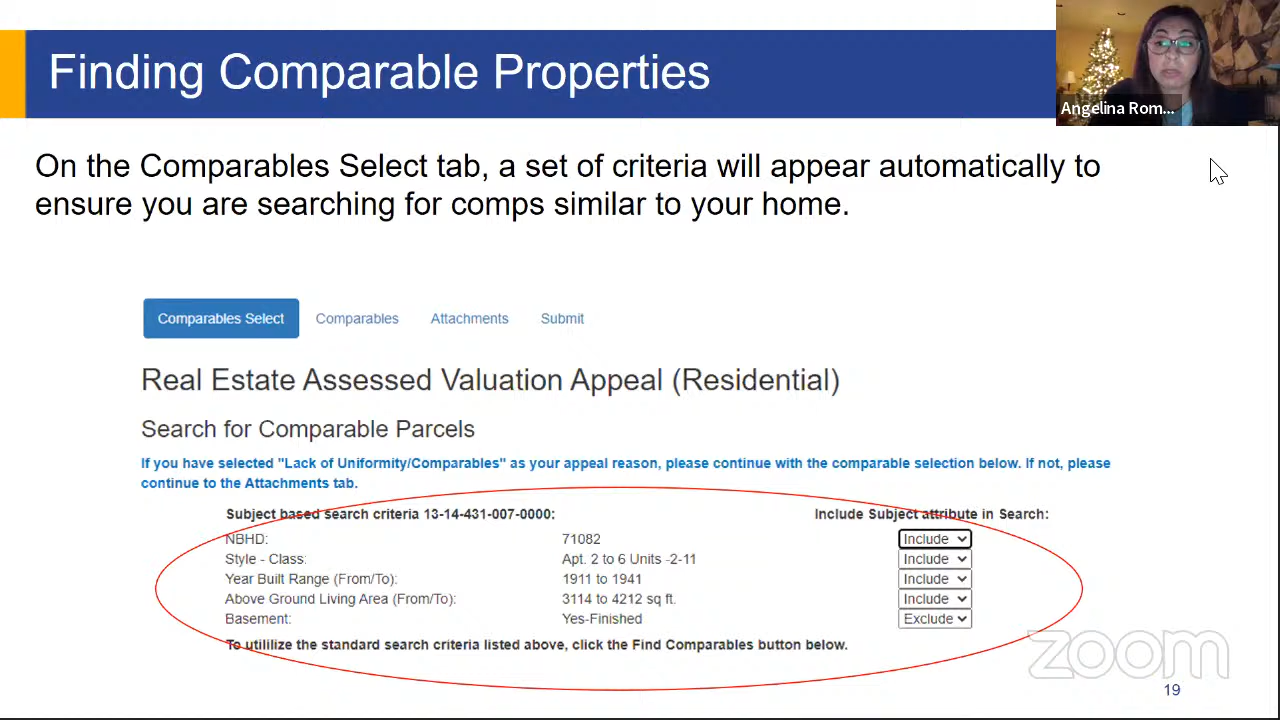 Finding Comparable Properties
Angelina Rom...
On the Comparables Select tab, a set of criteria will appear automatically to
ensure you are searching for comps similar to your home.
Comparables Select Comparables Attachments Submit
Real Estate Assessed Valuation Appeal (Residential)
Search for Comparable Parcels
If you have selected "Lack of Uniformity/Comparables" as your appeal reason, please continue with the comparable selection below. If not, please
continue to the Attachments tab.
Subject based search criteria 13-14-431-007-0000: Include Subject attribute in Search:
NBHD: 71082 Include
Style - Class: Apt. 2 to 6 Units -2-11 Include
Year Built Range (From/To): 1911 to 1941 Include
Above Ground Living Area (From/To): 3114 to 4212 sq ft. Include
Basement: Yes-Finished Exclude
To utililize the standard search criteria listed above, click the Find Comparables button below.
zoom
19